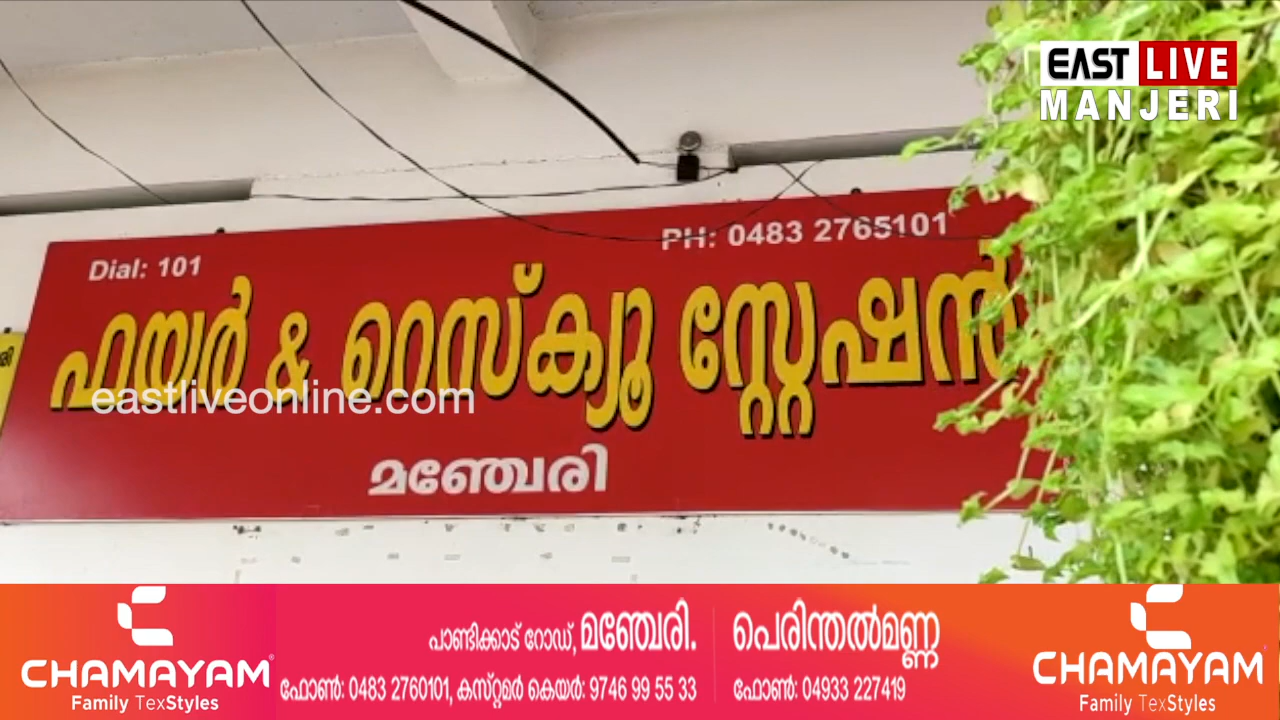 EAST LIVE
MANJERI
Dial: 101
PH: 0483 2765101
ഫയർ & റെസ്ക്യൂ സ്റ്റേഷൻ
eastliveonline.com
മഞ്ചേരി
CHAMAYAM
Family TexStyles
പാണ്ടിക്കാട് റോഡ്, മഞ്ചേരി.
ഫോൺ: 0483 2760101, കസ്റ്റമർ കെയർ: 9746 99 55 33
പെരിന്തൽമണ്ണ
ഫോൺ: 04933 227419
CHAMAYAM
Family TexStyles